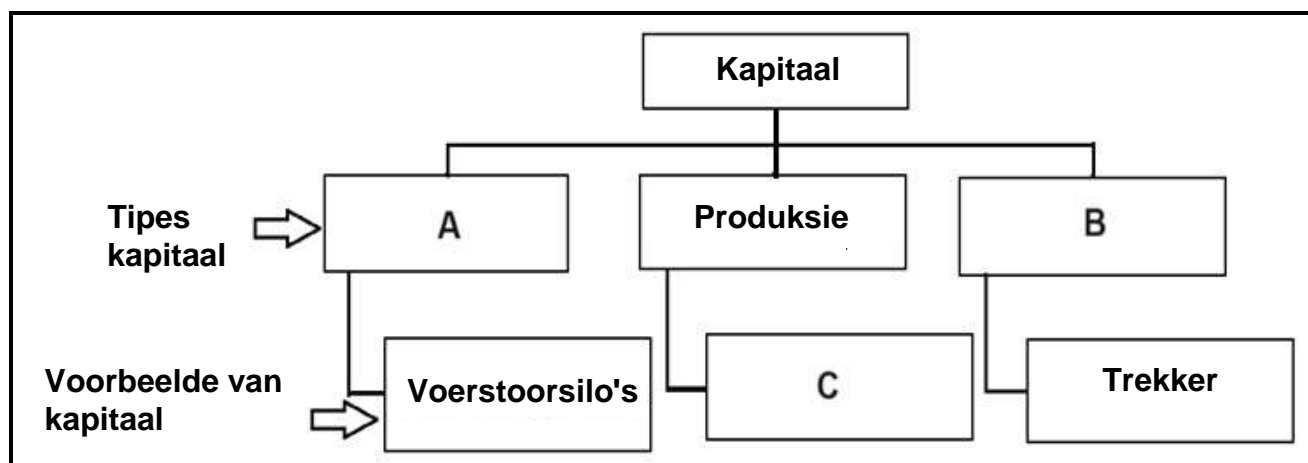 Kapitaal
Tipes
kapitaal
A
Produksie
B
Voorbeelde van
kapitaal
Voerstoorsilo's
C
Trekker